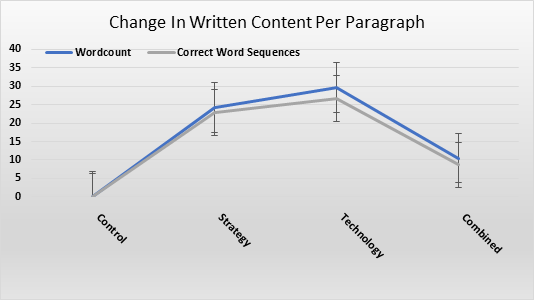 Change In Written Content Per Paragraph
Wordcount
Correct Word Sequences
40
35
30
25
20
15
10
5
0
Control
Strategy
Technology
Combined